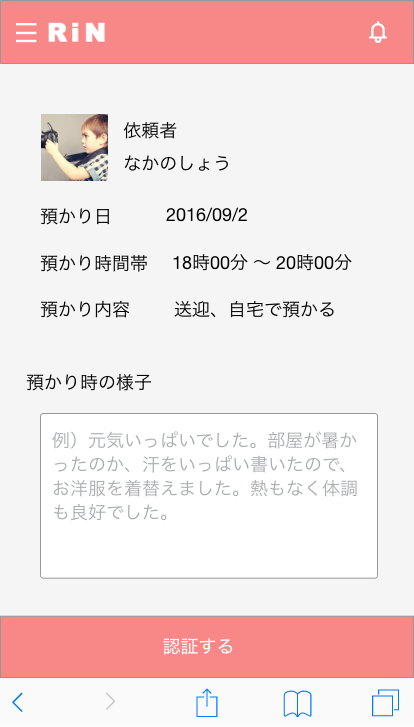 RiN
依頼者
なかのしょう
預かり日 2016/09/2
預かり時間帯 18時00分 〜 20時00分
預かり内容 送迎、自宅で預かる
預かり時の様子
例）元気いっぱいでした。部屋が暑か
ったのか、汗をいっぱい書いたので、
お洋服を着替えました。熱もなく体調
も良好でした。
認証する